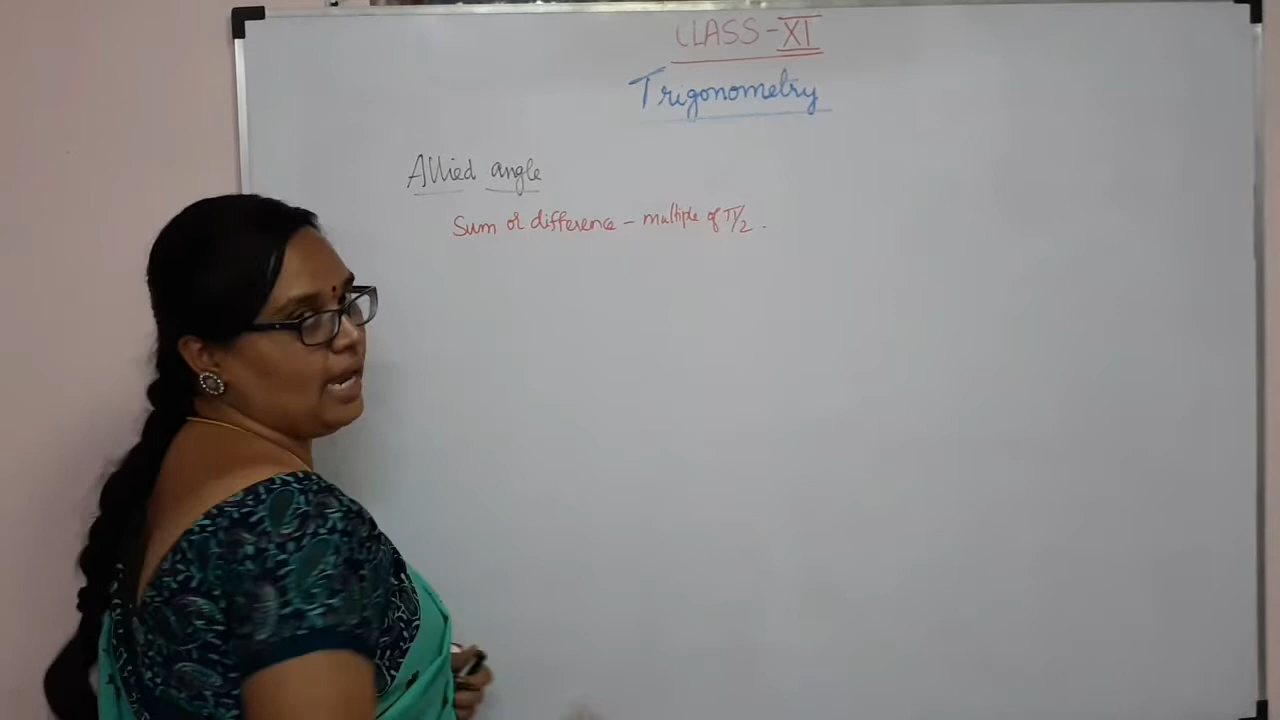 CLASS-XI
Trigonometry
Allied angle
Sum or difference - multiple of π/2.